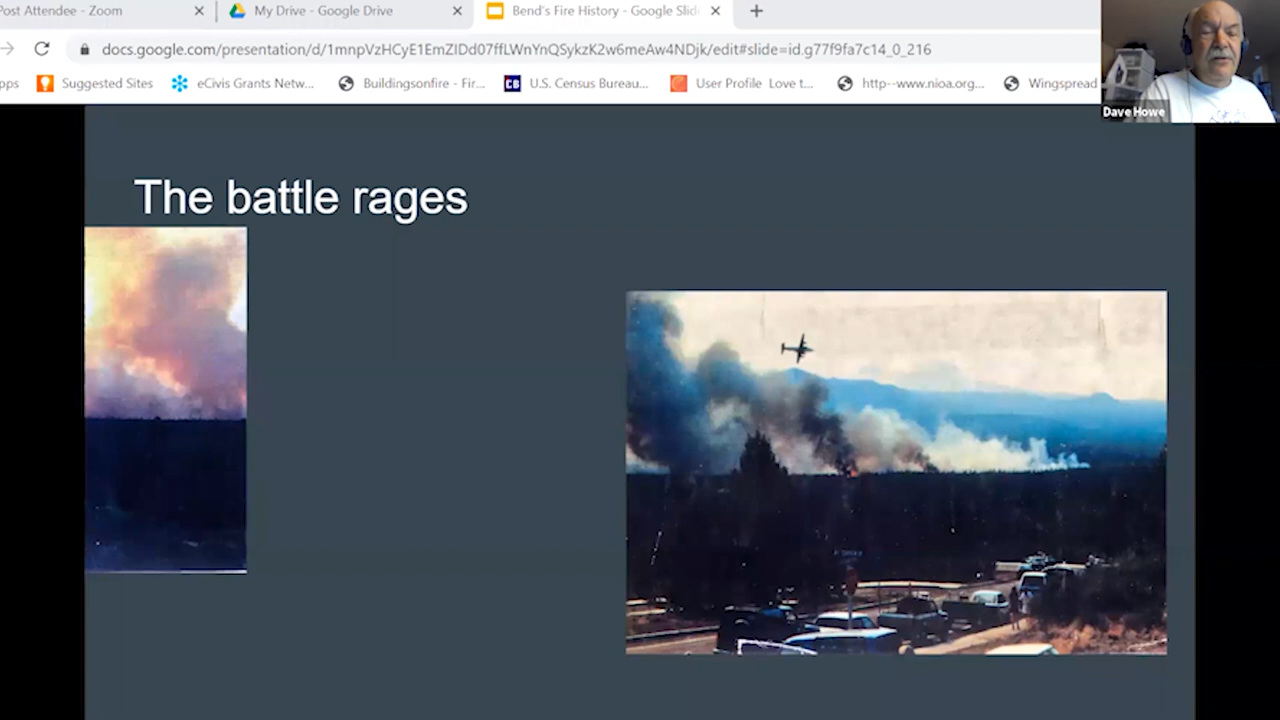 Post Attendee - Zoom
My Drive - Google Drive
Bend's Fire History - Google Slid
docs.google.com/presentation/d/1mnpVzHCyE1EmZIDd07ffLWnYnQSykzK2w6meAw4NDjk/edit#slide=id.g77f9fa7c14_0_216
pps
Suggested Sites
eCivis Grants Netw...
Buildingsonfire - Fir...
CB
U.S. Census Bureau...
User Profile Love t...
http--www.nioa.org...
Wingspread
Dave Howe
The battle rages